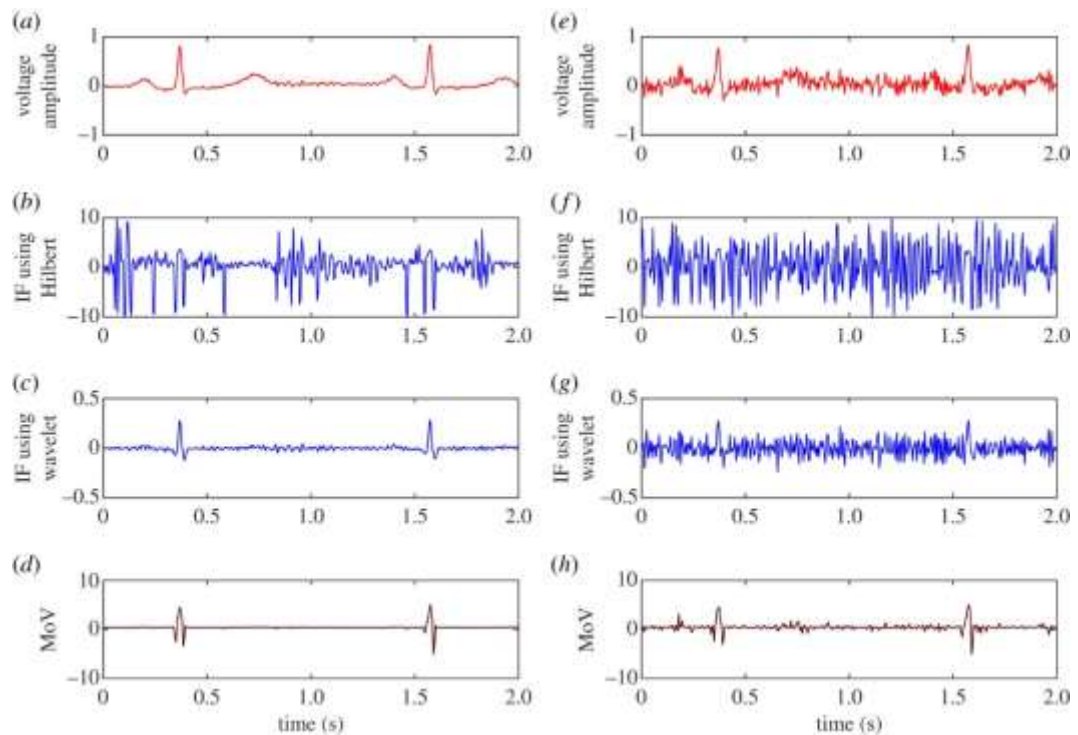 (a)
1
0
–1
voltage
amplitude
0 0.5 1.0 1.5 2.0
(b)
10
0
–10
IF using
Hilbert
0 0.5 1.0 1.5 2.0
(c)
0.5
0
–0.5
IF using
wavelet
0 0.5 1.0 1.5 2.0
(d)
10
0
–10
MoV
0 0.5 1.0 1.5 2.0
time (s)
(e)
1
0
–1
voltage
amplitude
0 0.5 1.0 1.5 2.0
(f)
10
0
–10
IF using
Hilbert
0 0.5 1.0 1.5 2.0
(g)
0.5
0
–0.5
IF using
wavelet
0 0.5 1.0 1.5 2.0
(h)
10
0
–10
MoV
0 0.5 1.0 1.5 2.0
time (s)